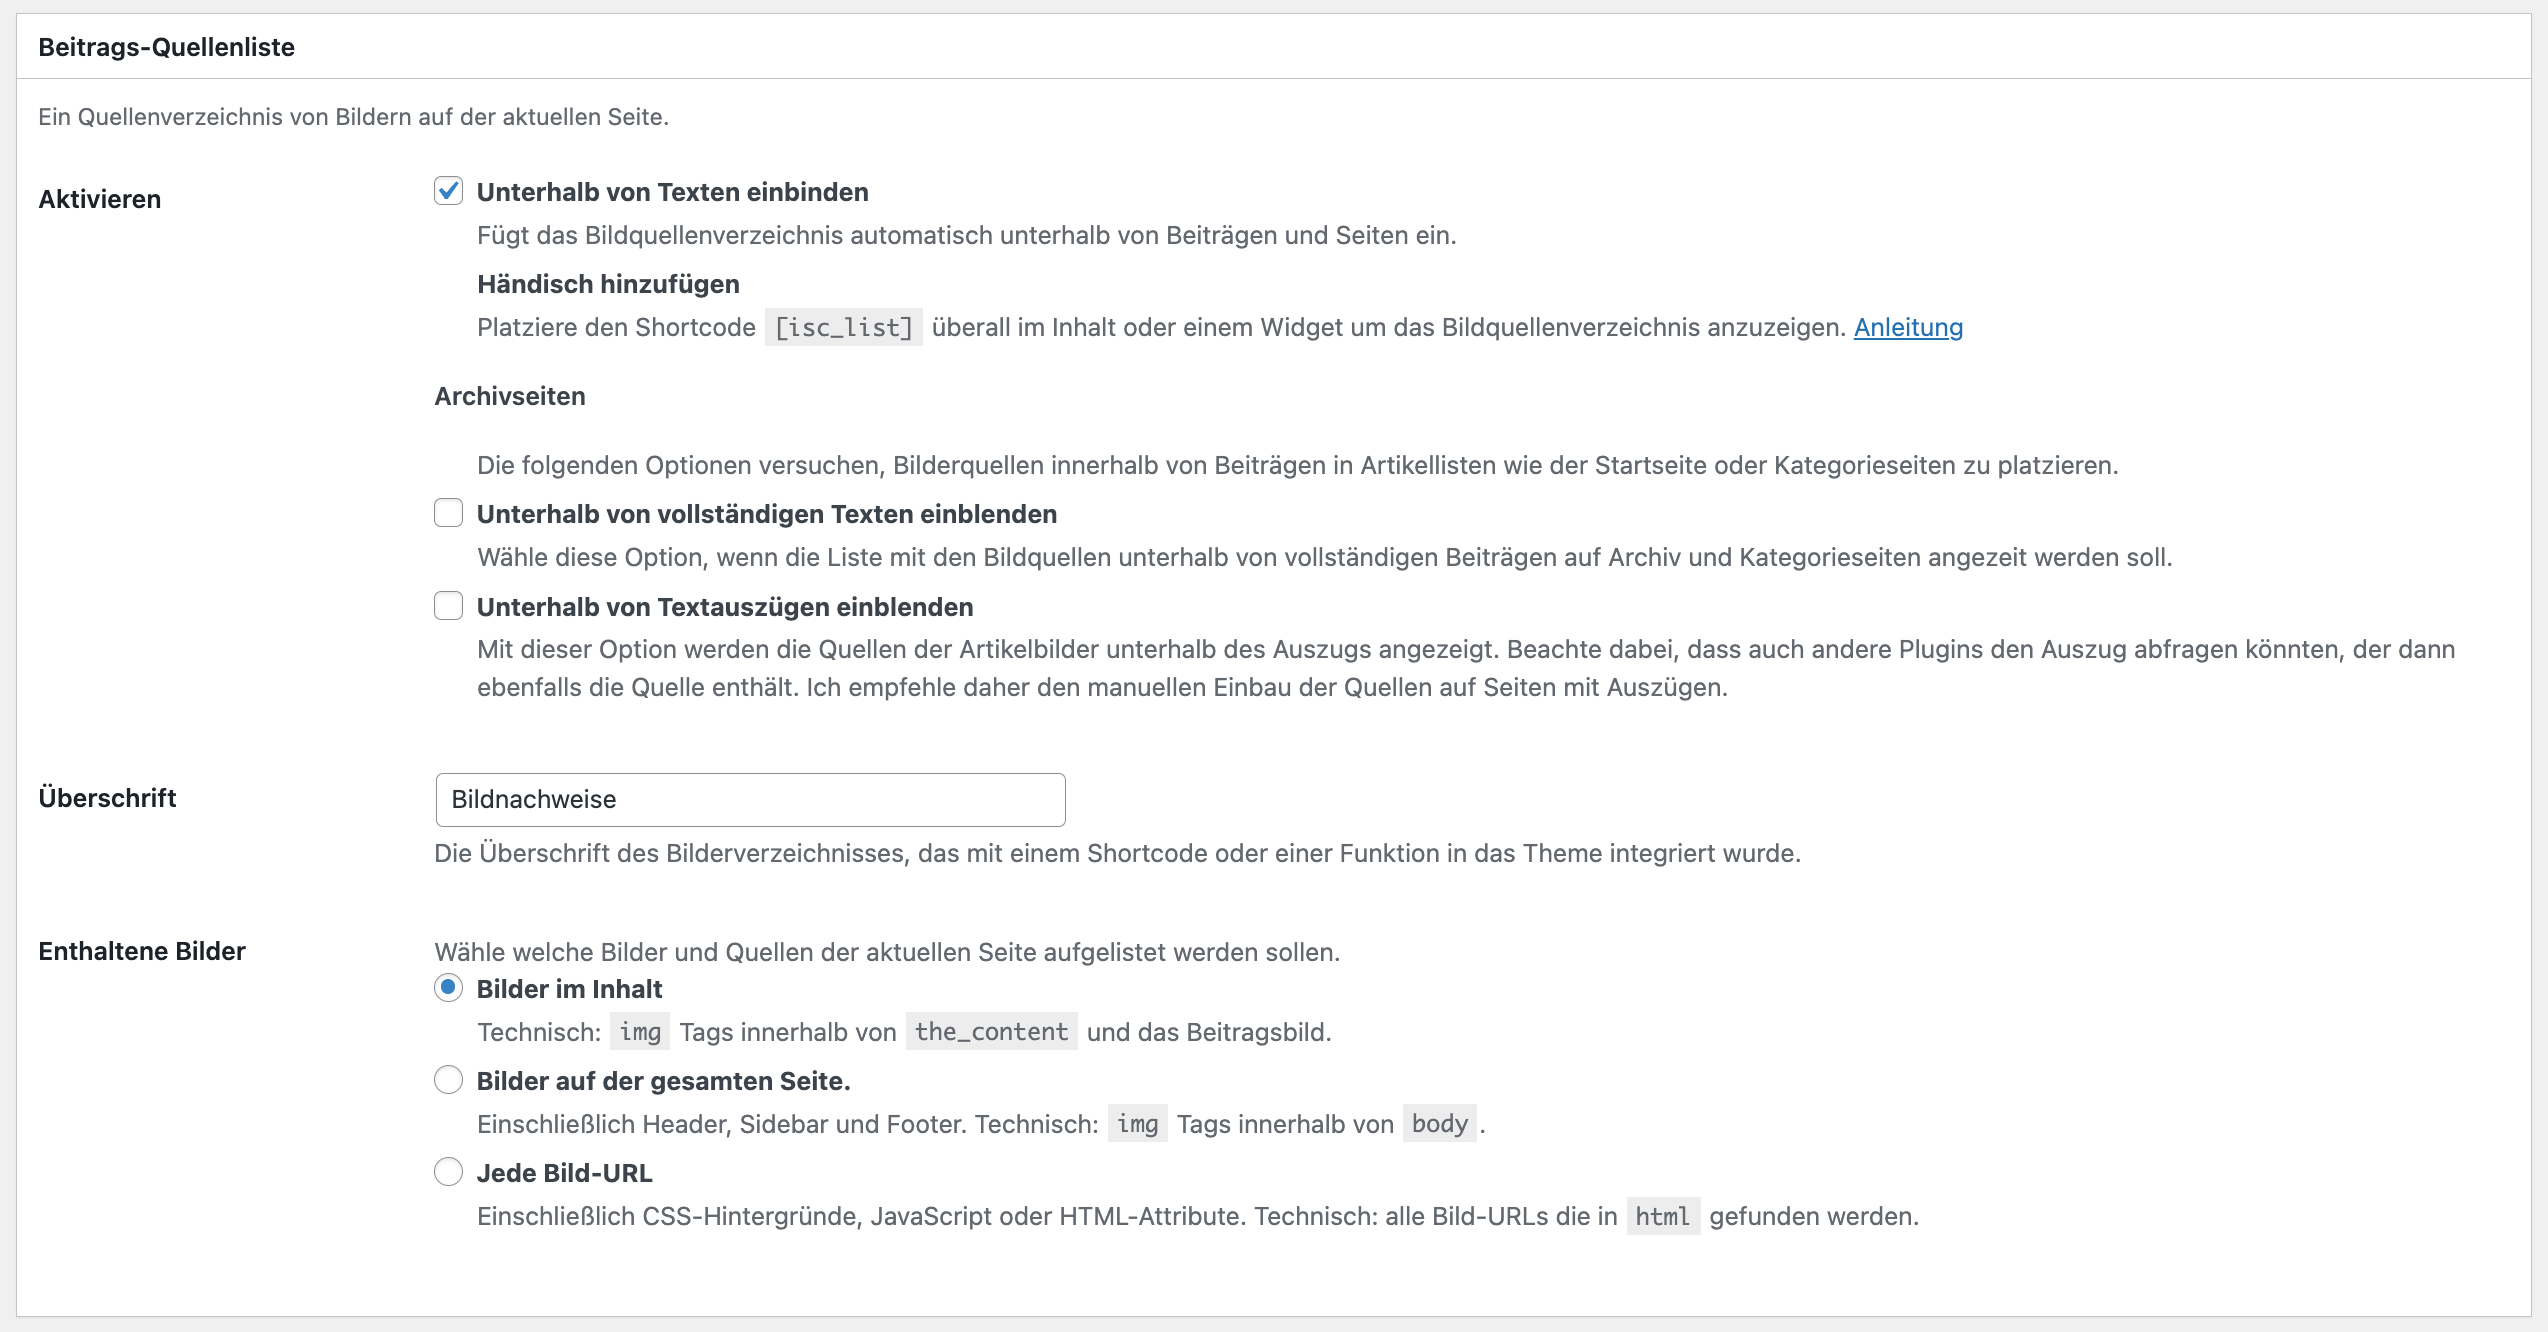 Beitrags-Quellenliste
Ein Quellenverzeichnis von Bildern auf der aktuellen Seite.
Aktivieren
Unterhalb von Texten einbinden
Fügt das Bildquellenverzeichnis automatisch unterhalb von Beiträgen und Seiten ein.
Händisch hinzufügen
Platziere den Shortcode [isc_list] überall im Inhalt oder einem Widget um das Bildquellenverzeichnis anzuzeigen. Anleitung
Archivseiten
Die folgenden Optionen versuchen, Bilderquellen innerhalb von Beiträgen in Artikellisten wie der Startseite oder Kategorieseiten zu platzieren.
Unterhalb von vollständigen Texten einblenden
Wähle diese Option, wenn die Liste mit den Bildquellen unterhalb von vollständigen Beiträgen auf Archiv und Kategorieseiten angezeit werden soll.
Unterhalb von Textauszügen einblenden
Mit dieser Option werden die Quellen der Artikelbilder unterhalb des Auszugs angezeigt. Beachte dabei, dass auch andere Plugins den Auszug abfragen könnten, der dann
ebenfalls die Quelle enthält. Ich empfehle daher den manuellen Einbau der Quellen auf Seiten mit Auszügen.
Überschrift
Bildnachweise
Die Überschrift des Bilderverzeichnisses, das mit einem Shortcode oder einer Funktion in das Theme integriert wurde.
Enthaltene Bilder
Wähle welche Bilder und Quellen der aktuellen Seite aufgelistet werden sollen.
Bilder im Inhalt
Technisch: img Tags innerhalb von the_content und das Beitragsbild.
Bilder auf der gesamten Seite.
Einschließlich Header, Sidebar und Footer. Technisch: img Tags innerhalb von body.
Jede Bild-URL
Einschließlich CSS-Hintergründe, JavaScript oder HTML-Attribute. Technisch: alle Bild-URLs die in html gefunden werden.